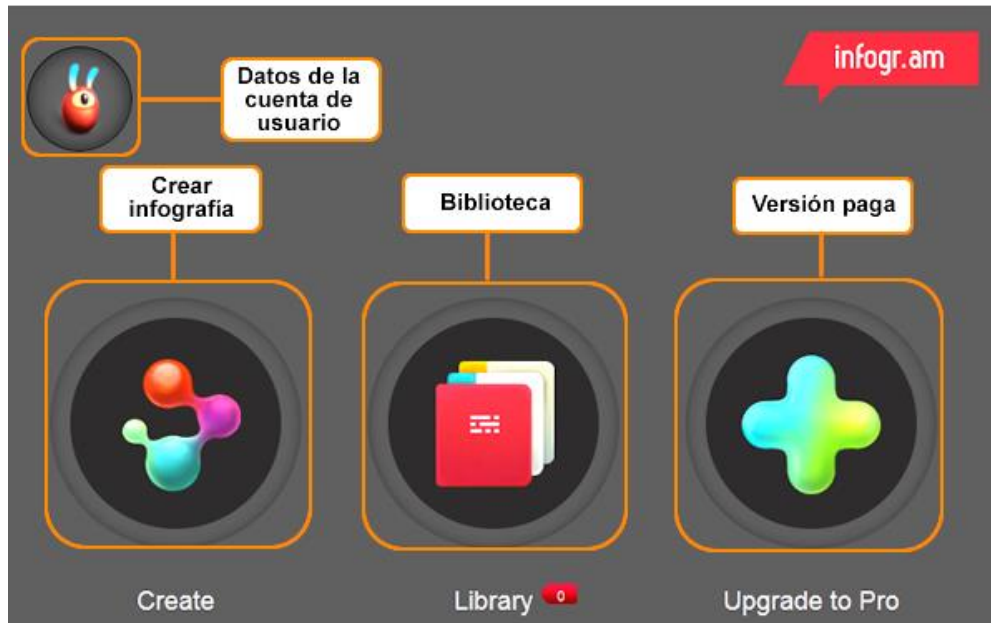 infogr.am
Datos de la
cuenta de
usuario
Crear
infografía
Biblioteca
Versión paga
Create
Library 0
Upgrade to Pro